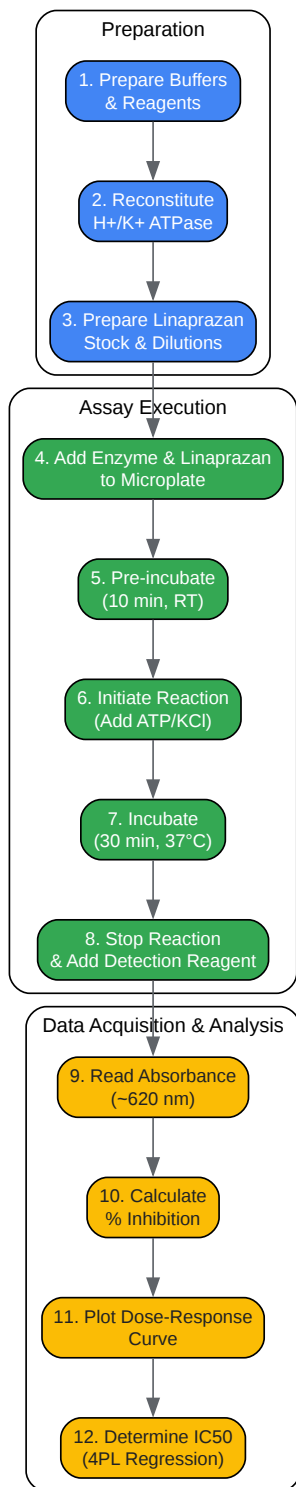 Preparation
1. Prepare Buffers
& Reagents
2. Reconstitute
H+/K+ ATPase
3. Prepare Linaprazan
Stock & Dilutions
Assay Execution
4. Add Enzyme & Linaprazan
to Microplate
5. Pre-incubate
(10 min, RT)
6. Initiate Reaction
(Add ATP/KCl)
7. Incubate
(30 min, 37°C)
8. Stop Reaction
& Add Detection Reagent
Data Acquisition & Analysis
9. Read Absorbance
(~620 nm)
10. Calculate
% Inhibition
11. Plot Dose-Response
Curve
12. Determine IC50
(4PL Regression)